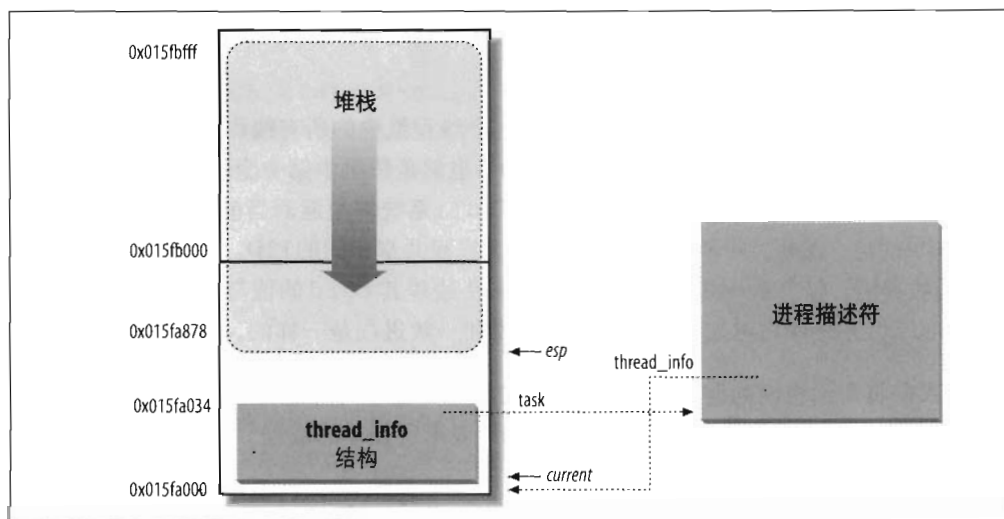 0x015fbfff
堆栈
0x015fb000
进程描述符
0x015fa878
esp
thread_info
0x015fa034
task
thread_info
结构
current
0x015fa000